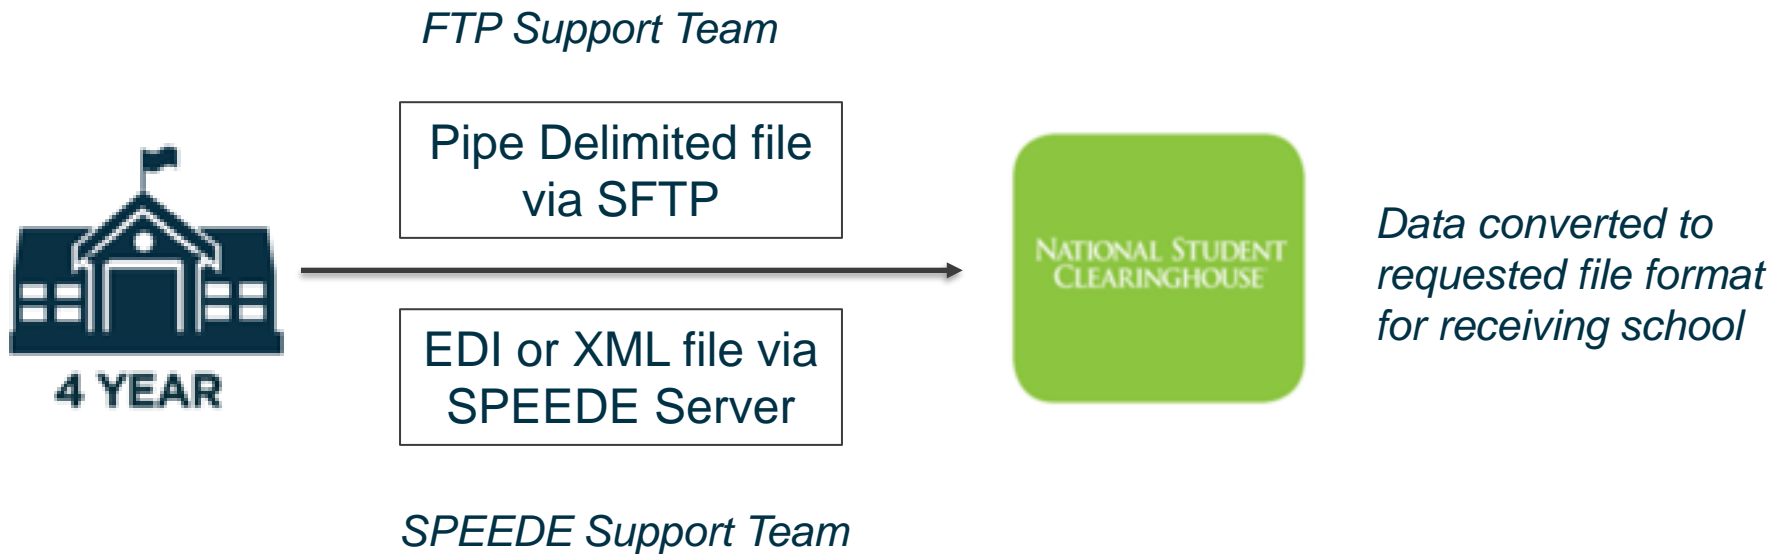 FTP Support Team
Pipe Delimited file
via SFTP
4 YEAR
EDI or XML file via
SPEEDE Server
SPEEDE Support Team
NATIONAL STUDENT
CLEARINGHOUSE
Data converted to
requested file format
for receiving school